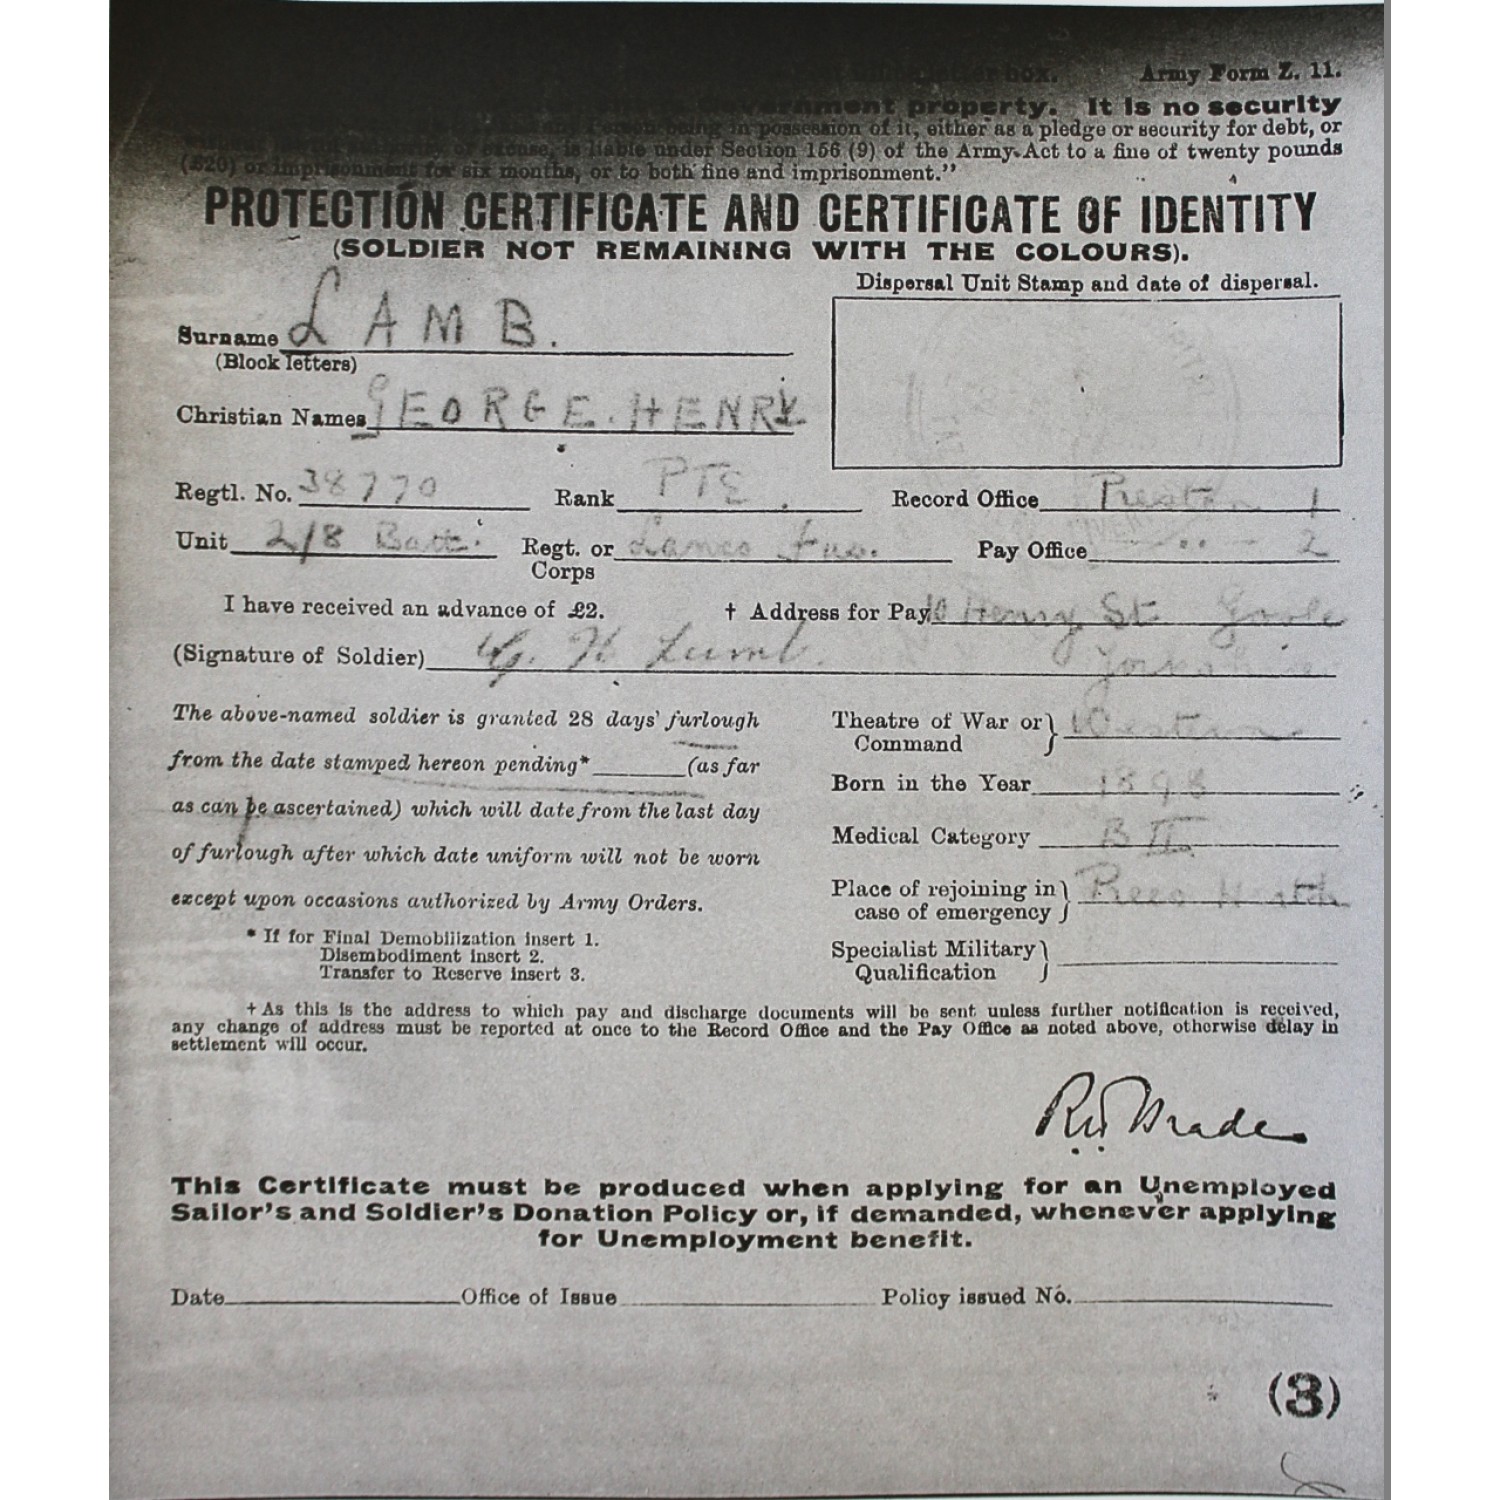 box. Army Form Z. 11.
Government property. It is no security
being in possession of it, either as a pledge or security for debt, or
excuse, is liable under Section 156 (9) of the Army Act to a fine of twenty pounds
(£20) or imprisonment for six months, or to both fine and imprisonment."
PROTECTION CERTIFICATE AND CERTIFICATE OF IDENTITY
(SOLDIER NOT REMAINING WITH THE COLOURS).
Dispersal Unit Stamp and date of dispersal.
Surname LAMB.
(Block letters)
Christian Names GEORGE. HENRY
Regtl. No. 38770 Rank PTE. Record Office Preston 1
Unit 2/8 Batt. Regt. or Corps Lancs Fus. Pay Office -- " -- 2
I have received an advance of £2. † Address for Pay Henry St. Goole
Yorkshire
(Signature of Soldier) G. H. Lamb.
The above-named soldier is granted 28 days' furlough
from the date stamped hereon pending* ______ (as far
as can be ascertained) which will date from the last day
of furlough after which date uniform will not be worn
except upon occasions authorized by Army Orders.
* If for Final Demobilization insert 1.
Disembodiment insert 2.
Transfer to Reserve insert 3.
Theatre of War or Command } Western
Born in the Year 1898
Medical Category B II
Place of rejoining in case of emergency } Prees Heath
Specialist Military Qualification }
† As this is the address to which pay and discharge documents will be sent unless further notification is received,
any change of address must be reported at once to the Record Office and the Pay Office as noted above, otherwise delay in
settlement will occur.
This Certificate must be produced when applying for an Unemployed
Sailor's and Soldier's Donation Policy or, if demanded, whenever applying
for Unemployment benefit.
Date Office of Issue Policy issued No.
(3)